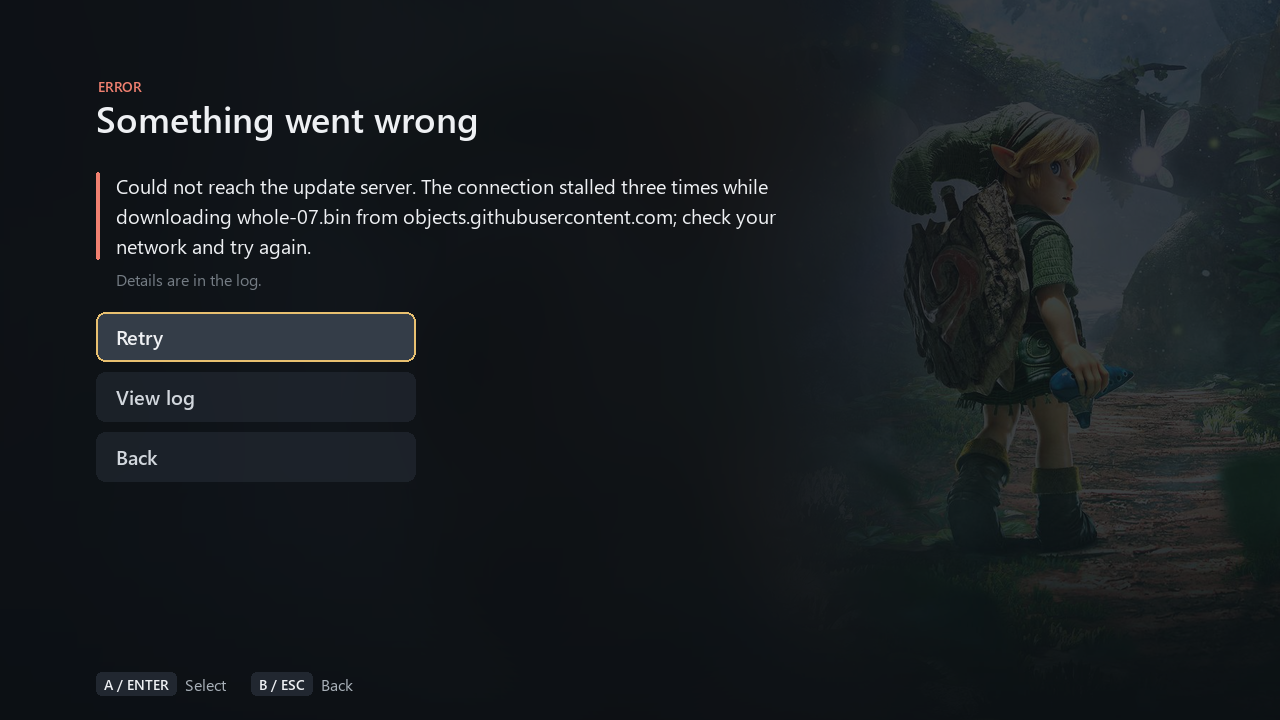 ERROR
Something went wrong
Could not reach the update server. The connection stalled three times while
downloading whole-07.bin from objects.githubusercontent.com; check your
network and try again.
Details are in the log.
Retry
View log
Back
A / ENTER Select B / ESC Back